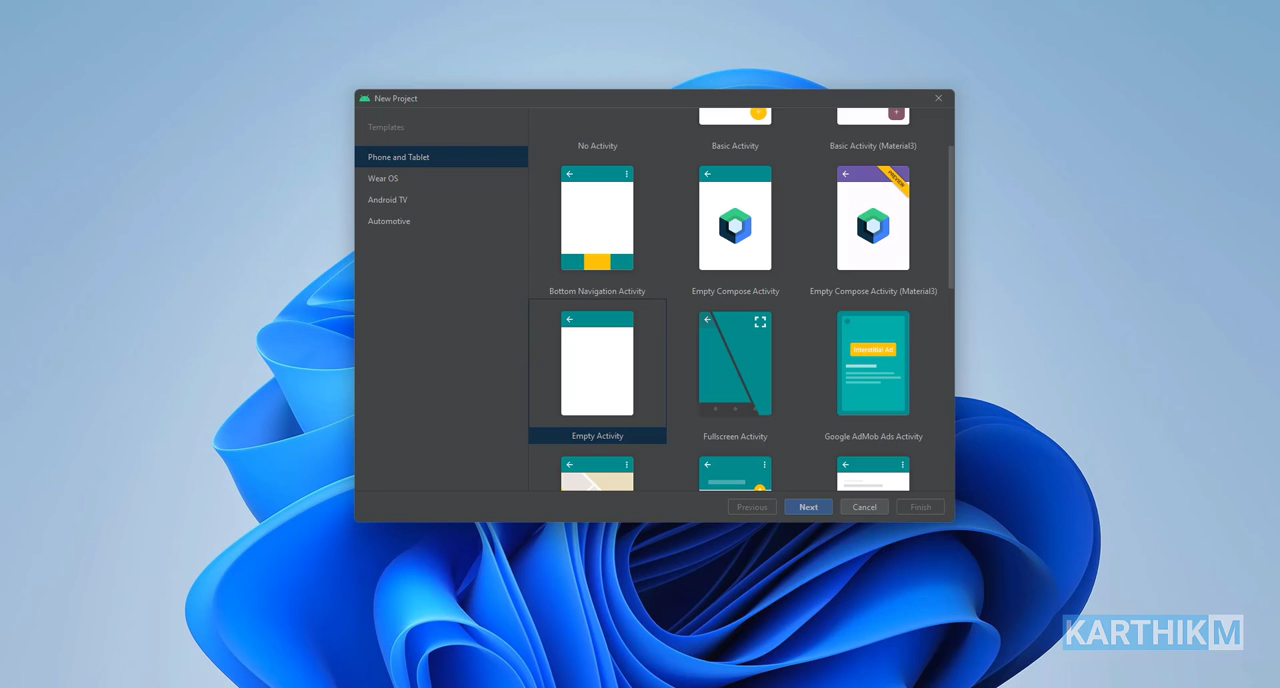 New Project
Templates
Phone and Tablet
Wear OS
Android TV
Automotive
No Activity
Basic Activity
Basic Activity (Material3)
PREVIEW
Bottom Navigation Activity
Empty Compose Activity
Empty Compose Activity (Material3)
Interstitial Ad
Empty Activity
Fullscreen Activity
Google AdMob Ads Activity
Previous
Next
Cancel
Finish
KARTHIK M